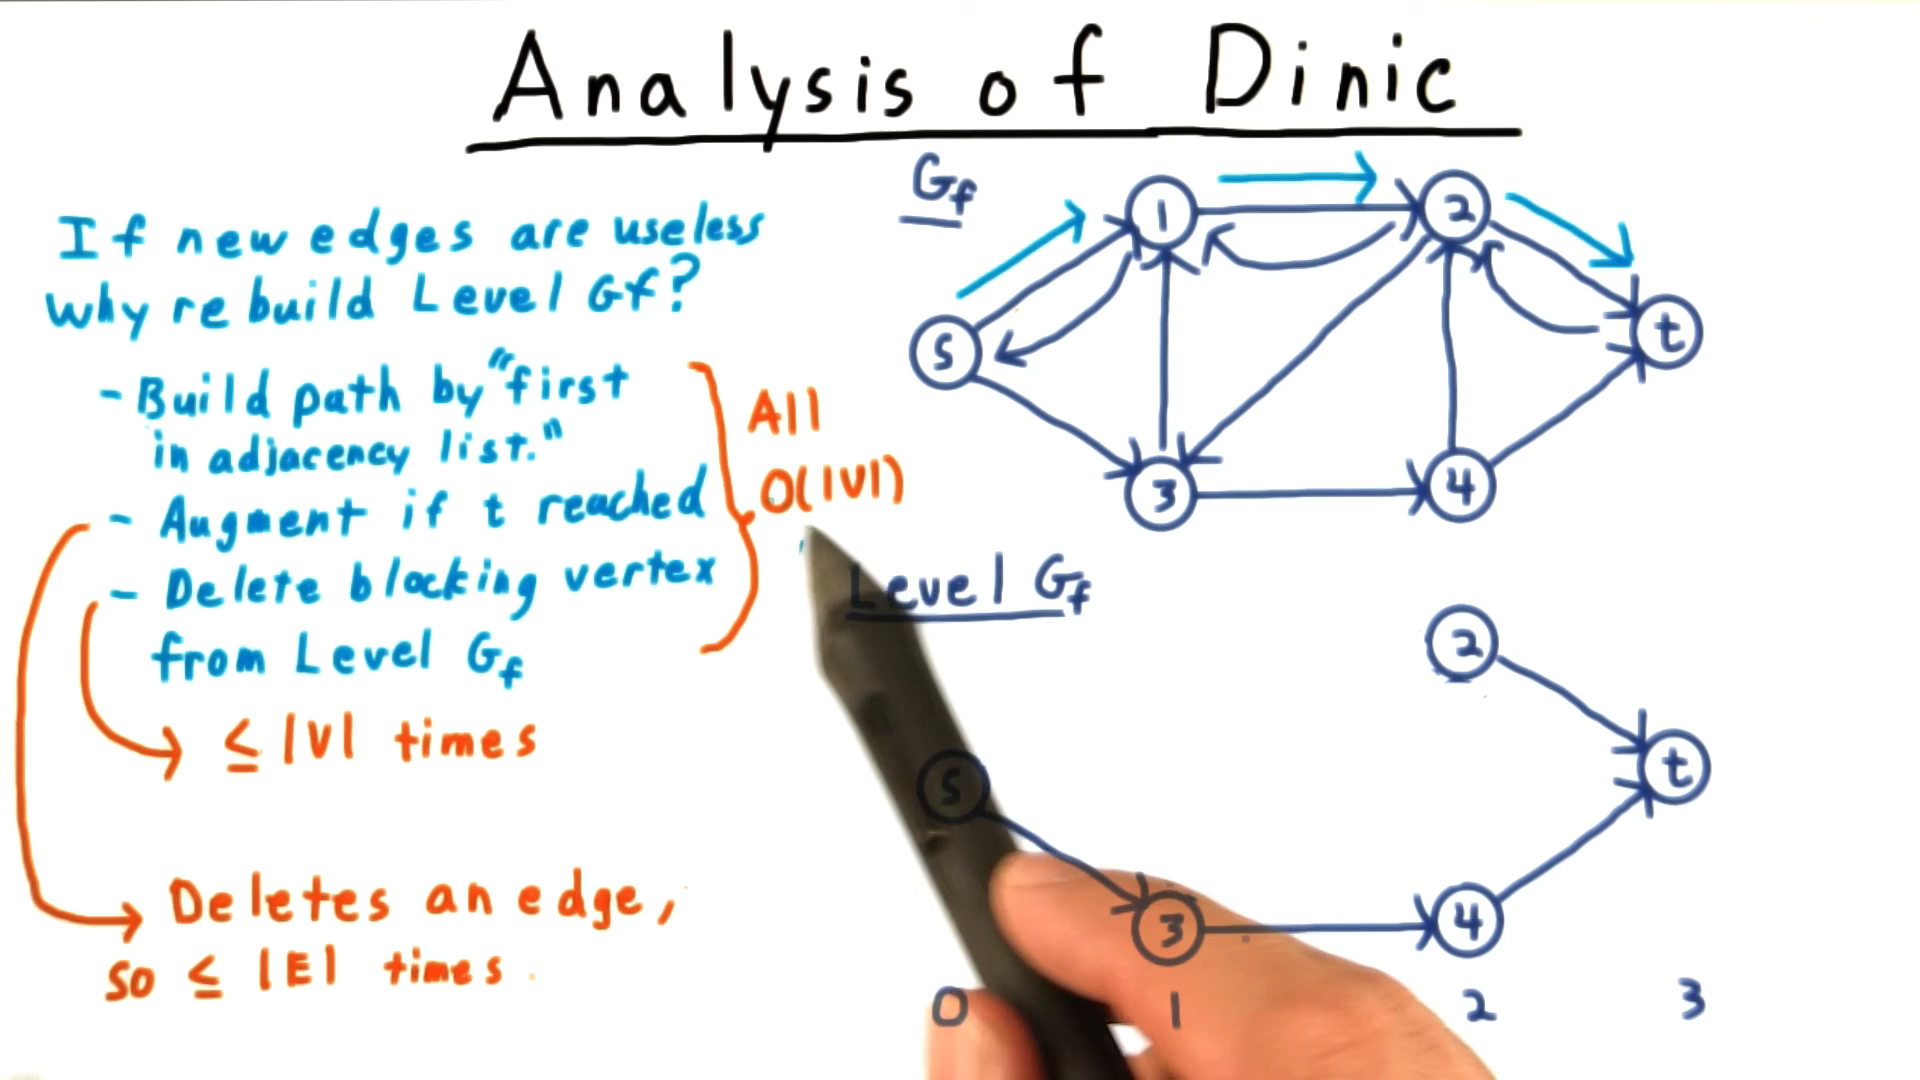 Analysis of Dinic
If new edges are useless
why rebuild Level Gf?
- Build path by "first
in adjacency list."
- Augment if t reached
- Delete blocking vertex
from Level Gf
All
O(|V|)
→ ≤ |V| times
→ Deletes an edge,
so ≤ |E| times.
Gf
1
2
s
t
3
4
Level Gf
2
s
t
3
4
0
1
2
3